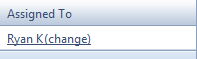 Assigned To
Ryan K(change)